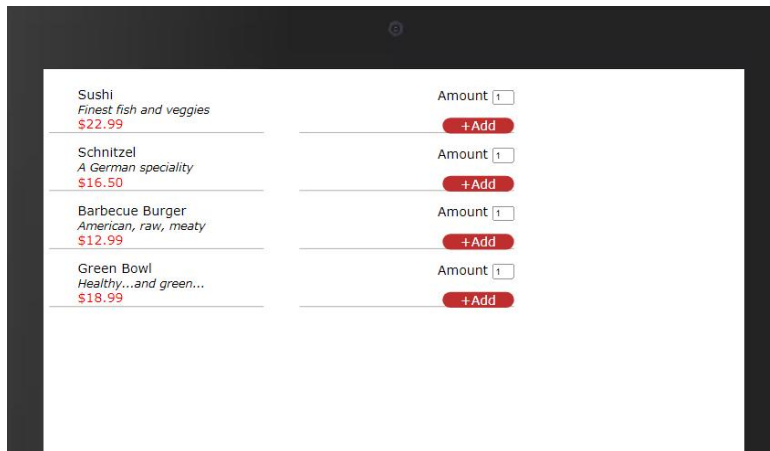 Sushi
Amount 1
Finest fish and veggies
$22.99
+Add
Schnitzel
Amount 1
A German speciality
$16.50
+Add
Barbecue Burger
Amount 1
American, raw, meaty
$12.99
+Add
Green Bowl
Amount 1
Healthy...and green...
$18.99
+Add